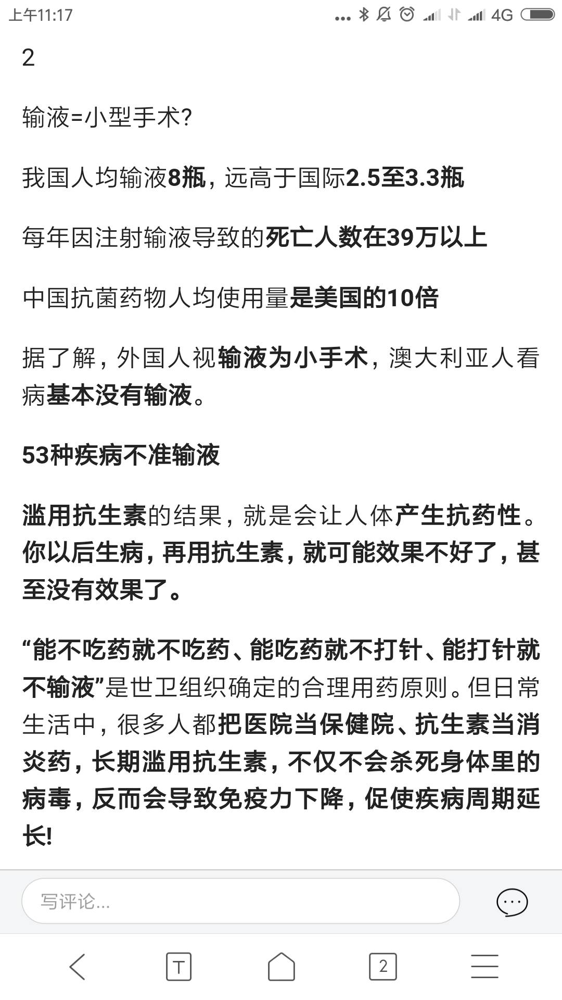 上午11:17
4G
2
输液=小型手术?
我国人均输液8瓶，远高于国际2.5至3.3瓶
每年因注射输液导致的死亡人数在39万以上
中国抗菌药物人均使用量是美国的10倍
据了解，外国人视输液为小手术，澳大利亚人看
病基本没有输液。
53种疾病不准输液
滥用抗生素的结果，就是会让人体产生抗药性。
你以后生病，再用抗生素，就可能效果不好了，甚
至没有效果了。
“能不吃药就不吃药、能吃药就不打针、能打针就
不输液”是世卫组织确定的合理用药原则。但日常
生活中，很多人都把医院当保健院、抗生素当消
炎药，长期滥用抗生素，不仅不会杀死身体里的
病毒，反而会导致免疫力下降，促使疾病周期延
长!
写评论...
T
2